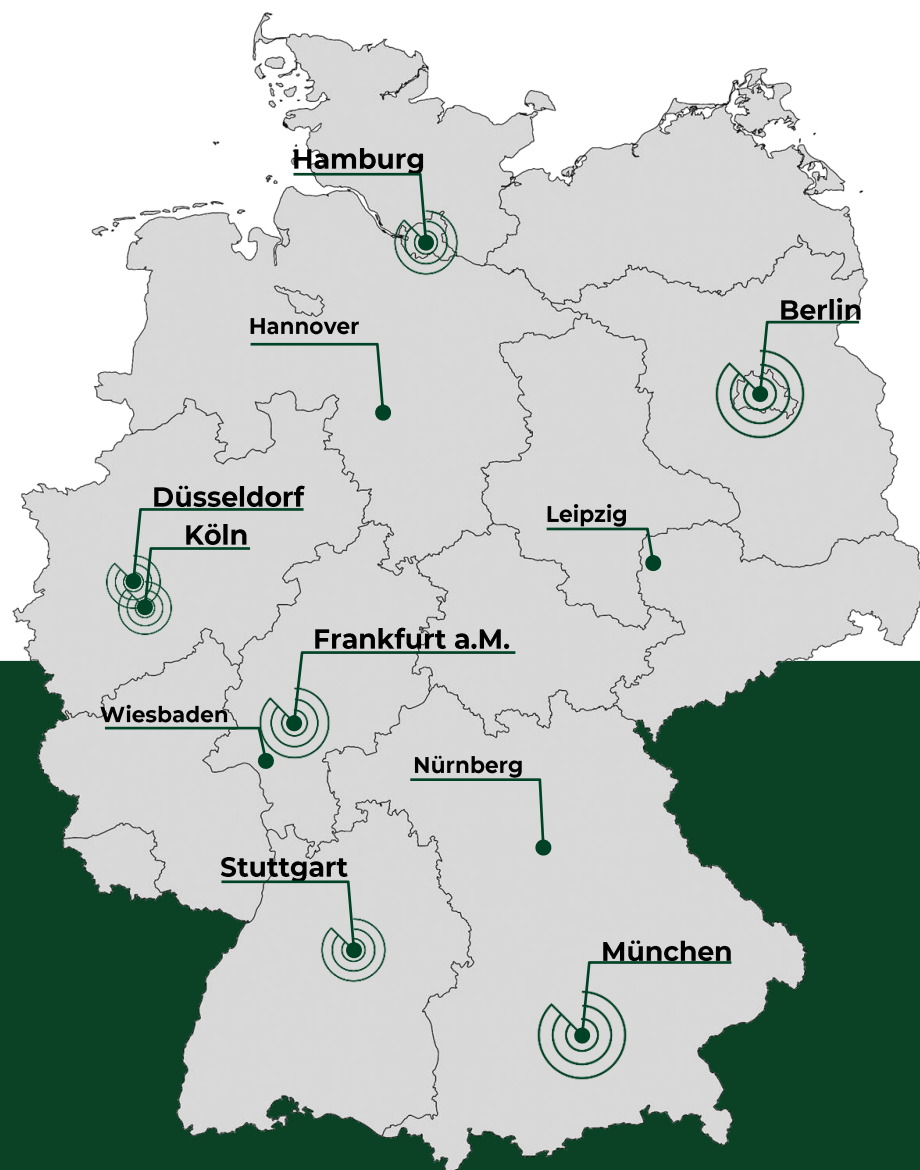 Hamburg
Berlin
Hannover
Düsseldorf
Leipzig
Köln
Frankfurt a.M.
Wiesbaden
Nürnberg
Stuttgart
München